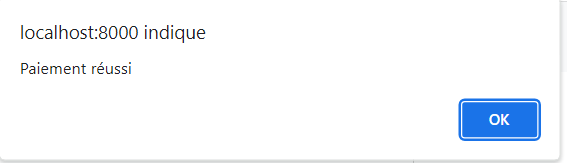 localhost:8000 indique
Paiement réussi
OK